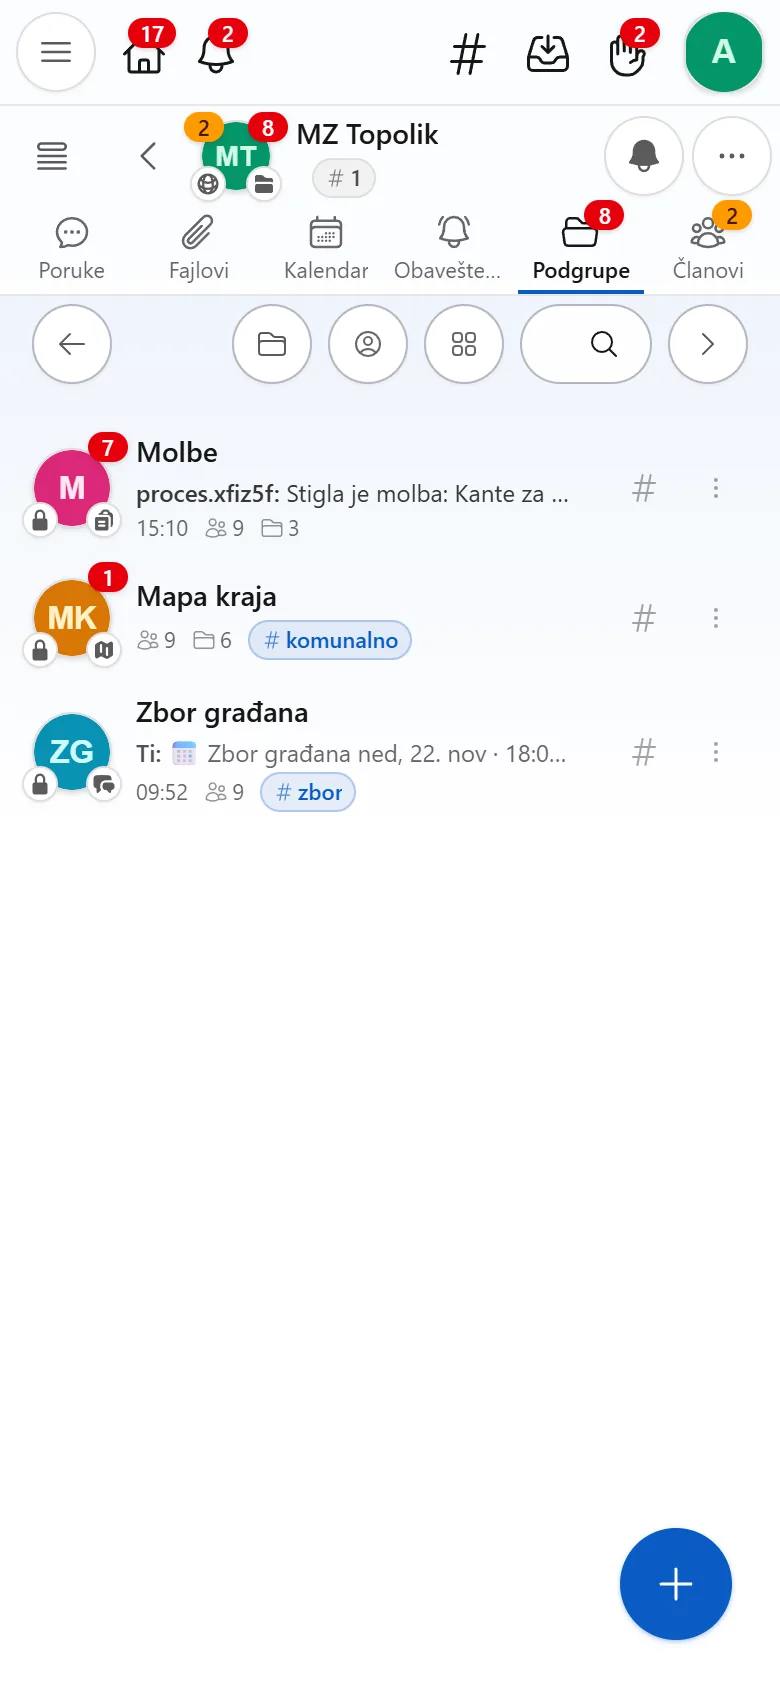 17
2
#
2
A
2
8
MT
MZ Topolik
# 1
Poruke
Fajlovi
Kalendar
Obavešte...
8
Podgrupe
2
Članovi
7
M
Molbe
proces.xfiz5f: Stigla je molba: Kante za ...
15:10 9 3
#
1
MK
Mapa kraja
9 6 # komunalno
#
ZG
Zbor građana
Ti: Zbor građana ned, 22. nov · 18:0...
09:52 9 # zbor
#